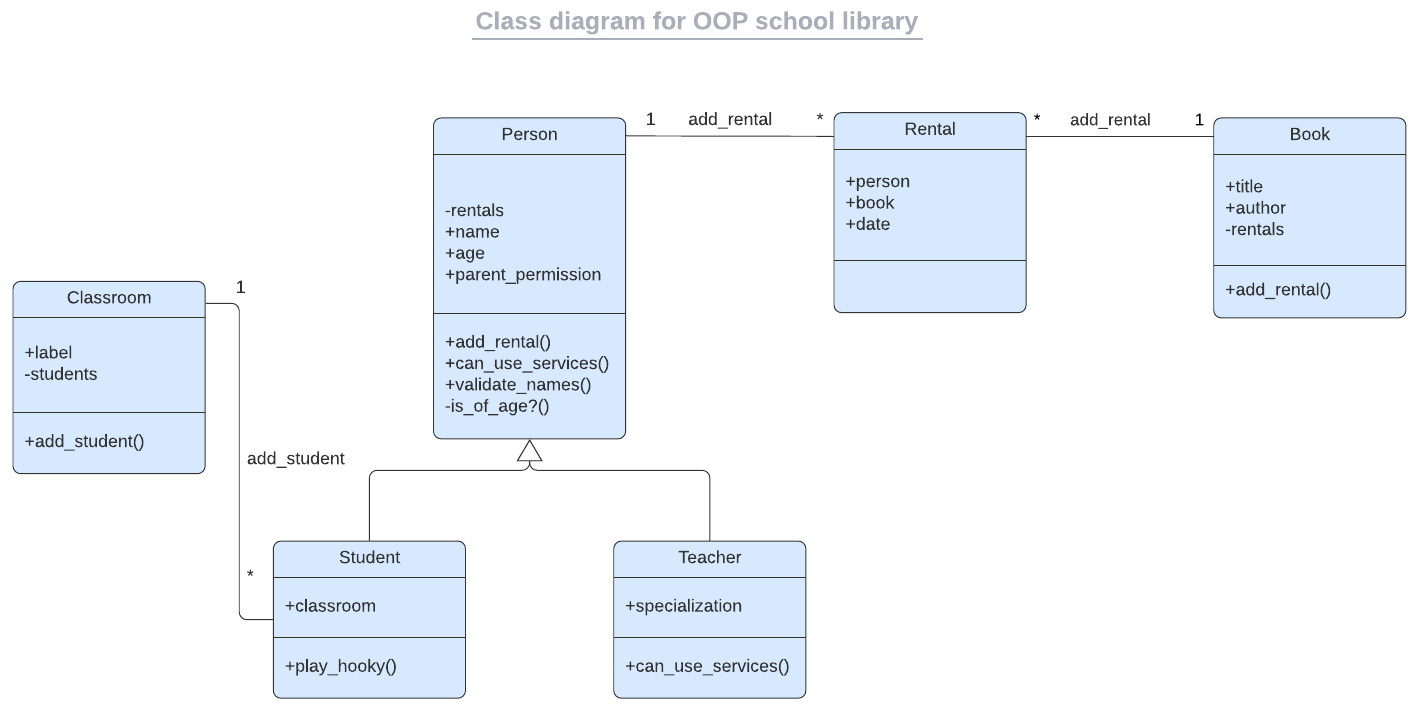 Class diagram for OOP school library
Person
-rentals
+name
+age
+parent_permission
+add_rental()
+can_use_services()
+validate_names()
-is_of_age?()
1
add_rental
*
Rental
+person
+book
+date
*
add_rental
1
Book
+title
+author
-rentals
+add_rental()
Classroom
+label
-students
+add_student()
1
add_student
*
Student
+classroom
+play_hooky()
Teacher
+specialization
+can_use_services()